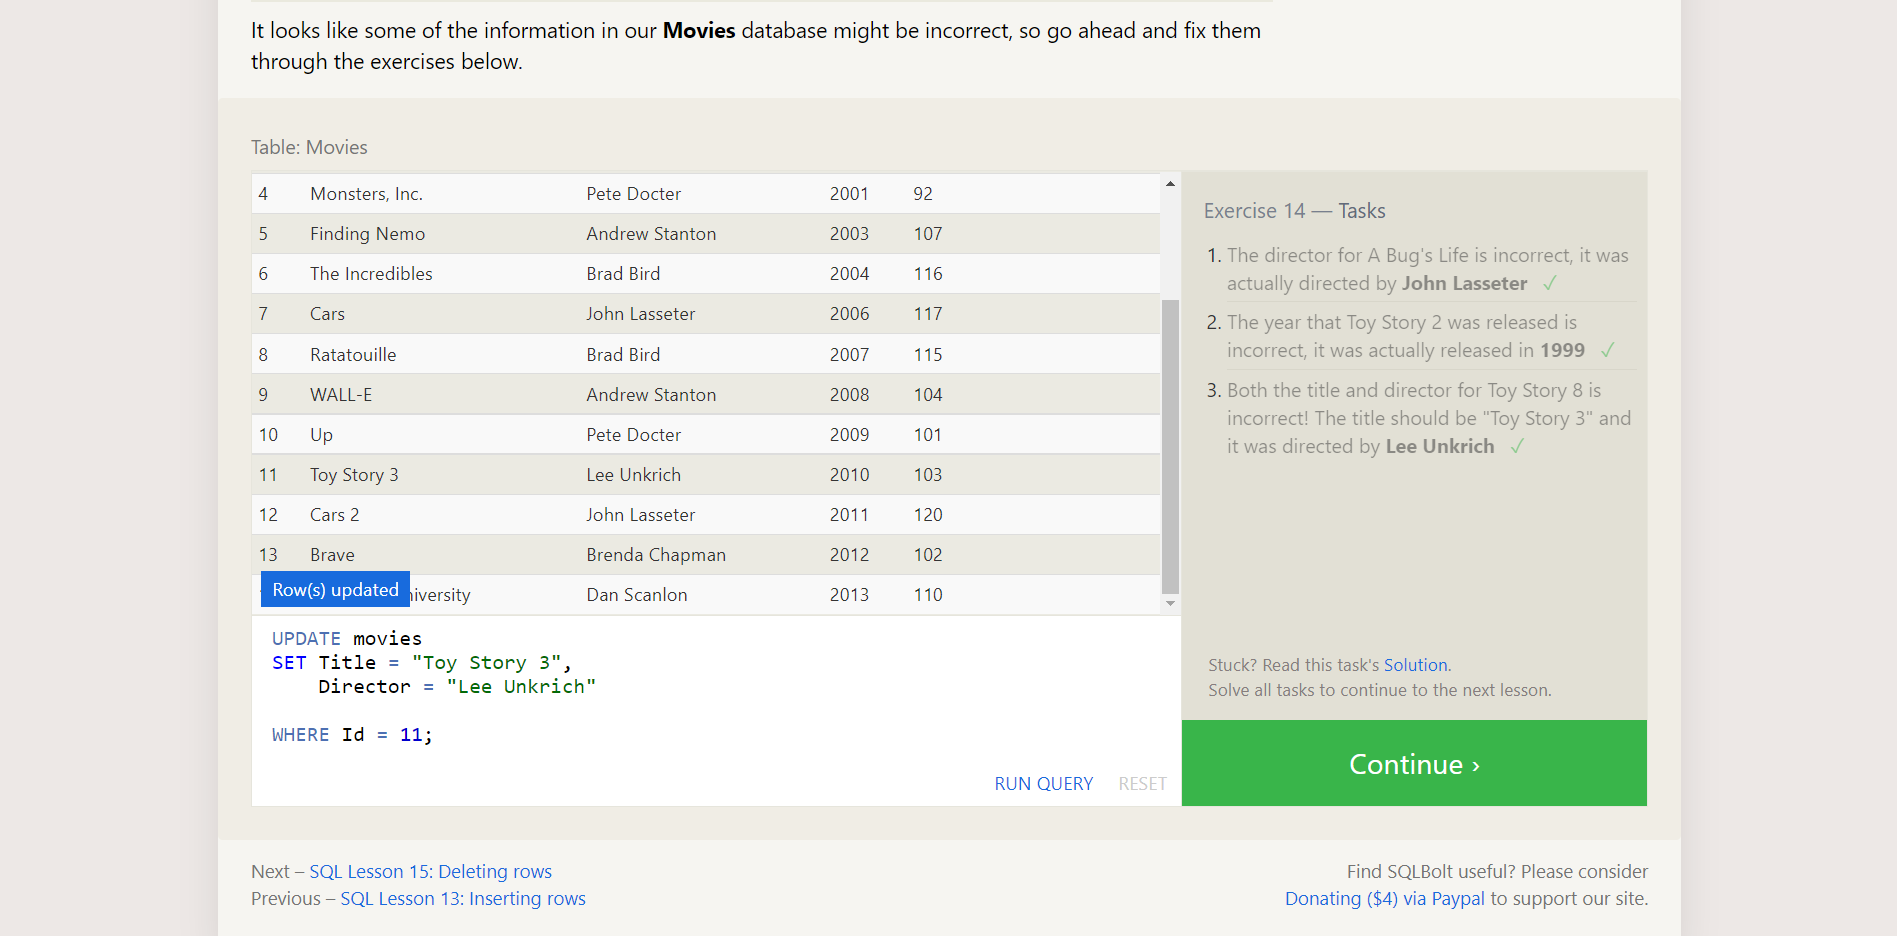 It looks like some of the information in our Movies database might be incorrect, so go ahead and fix them
through the exercises below.
Table: Movies
4 Monsters, Inc. Pete Docter 2001 92
5 Finding Nemo Andrew Stanton 2003 107
6 The Incredibles Brad Bird 2004 116
7 Cars John Lasseter 2006 117
8 Ratatouille Brad Bird 2007 115
9 WALL-E Andrew Stanton 2008 104
10 Up Pete Docter 2009 101
11 Toy Story 3 Lee Unkrich 2010 103
12 Cars 2 John Lasseter 2011 120
13 Brave Brenda Chapman 2012 102
Row(s) updated
Dan Scanlon 2013 110
UPDATE movies
SET Title = "Toy Story 3",
Director = "Lee Unkrich"
WHERE Id = 11;
RUN QUERY RESET
Exercise 14 — Tasks
1. The director for A Bug's Life is incorrect, it was
actually directed by John Lasseter ✓
2. The year that Toy Story 2 was released is
incorrect, it was actually released in 1999 ✓
3. Both the title and director for Toy Story 8 is
incorrect! The title should be "Toy Story 3" and
it was directed by Lee Unkrich ✓
Stuck? Read this task's Solution.
Solve all tasks to continue to the next lesson.
Continue ›
Next – SQL Lesson 15: Deleting rows
Previous – SQL Lesson 13: Inserting rows
Find SQLBolt useful? Please consider
Donating ($4) via Paypal to support our site.